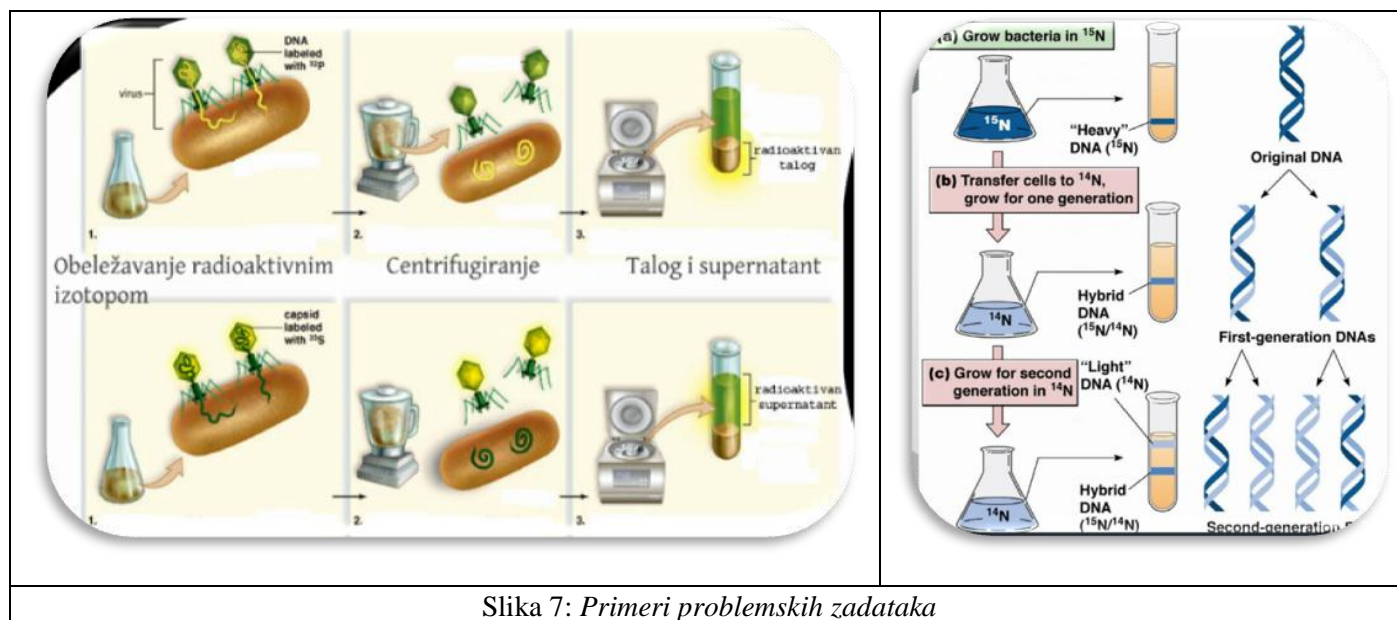 DNA
labeled
with ³²P
virus
radioaktivan
talog
1.
2.
3.
Obeležavanje radioaktivnim
izotopom
Centrifugiranje
Talog i supernatant
capsid
labeled
with ³⁵S
radioaktivan
supernatant
1.
2.
3.
(a) Grow bacteria in ¹⁵N
¹⁵N
"Heavy"
DNA (¹⁵N)
Original DNA
(b) Transfer cells to ¹⁴N,
grow for one generation
¹⁴N
Hybrid
DNA
(¹⁵N/¹⁴N)
First-generation DNAs
(c) Grow for second
generation in ¹⁴N
"Light"
DNA (¹⁴N)
¹⁴N
Hybrid
DNA
(¹⁵N/¹⁴N)
Second-generation
Slika 7: Primeri problemskih zadataka